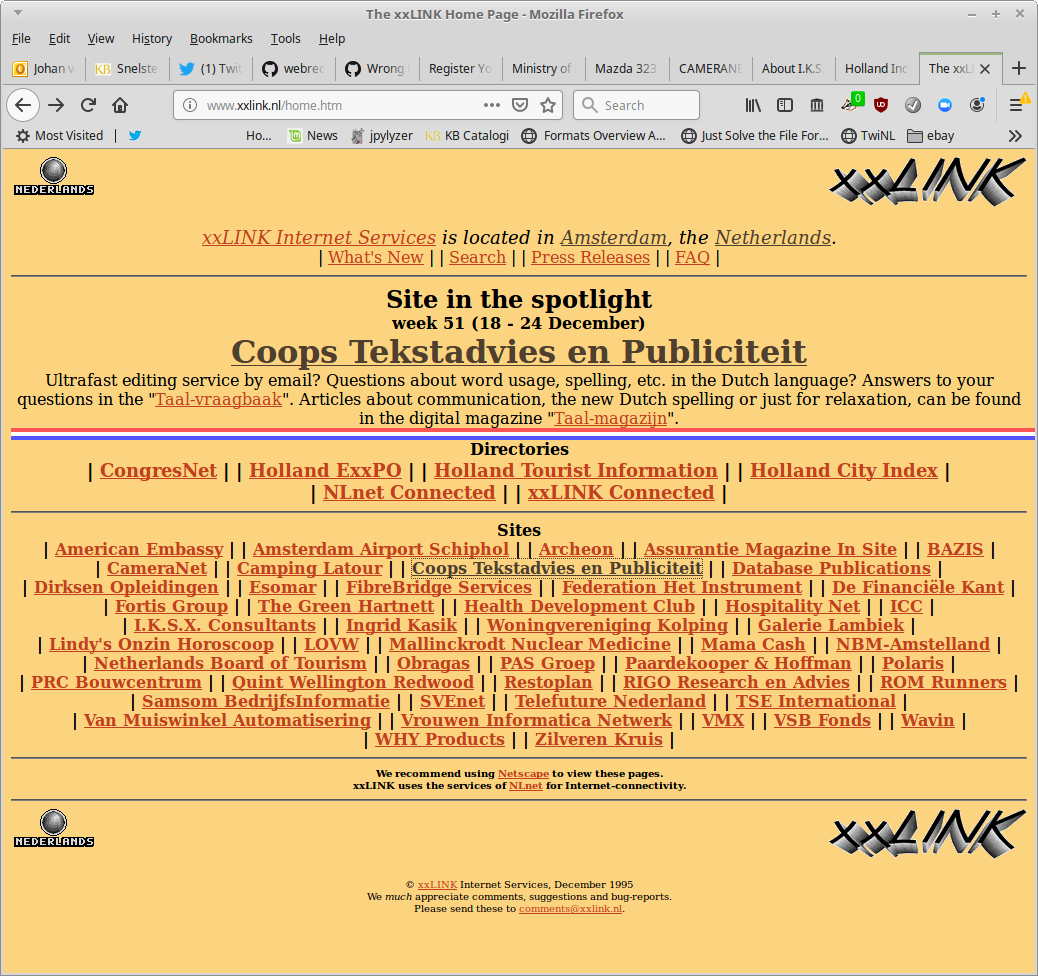 The xxLINK Home Page - Mozilla Firefox
File Edit View History Bookmarks Tools Help
Johan v KB Snelste (1) Twit webrec Wrong Register Yo Ministry of Mazda 323 CAMERANE About I.K.S. Holland Inc The xxL
www.xxlink.nl/home.htm Search 0
Most Visited | Ho... News jpylyzer KB KB Catalogi Formats Overview A... Just Solve the File For... TwiNL ebay
NEDERLANDS xxLINK
xxLINK Internet Services is located in Amsterdam, the Netherlands.
| What's New | | Search | | Press Releases | | FAQ |
Site in the spotlight
week 51 (18 - 24 December)
Coops Tekstadvies en Publiciteit
Ultrafast editing service by email? Questions about word usage, spelling, etc. in the Dutch language? Answers to your
questions in the "Taal-vraagbaak". Articles about communication, the new Dutch spelling or just for relaxation, can be found
in the digital magazine "Taal-magazijn".
Directories
| CongresNet | | Holland ExxPO | | Holland Tourist Information | | Holland City Index |
| NLnet Connected | | xxLINK Connected |
Sites
| American Embassy | | Amsterdam Airport Schiphol | | Archeon | | Assurantie Magazine In Site | | BAZIS |
| CameraNet | | Camping Latour | | Coops Tekstadvies en Publiciteit | | Database Publications |
| Dirksen Opleidingen | | Esomar | | FibreBridge Services | | Federation Het Instrument | | De Financiële Kant |
| Fortis Group | | The Green Hartnett | | Health Development Club | | Hospitality Net | | ICC |
| I.K.S.X. Consultants | | Ingrid Kasik | | Woningvereniging Kolping | | Galerie Lambiek |
| Lindy's Onzin Horoscoop | | LOVW | | Mallinckrodt Nuclear Medicine | | Mama Cash | | NBM-Amstelland |
| Netherlands Board of Tourism | | Obragas | | PAS Groep | | Paardekooper & Hoffman | | Polaris |
| PRC Bouwcentrum | | Quint Wellington Redwood | | Restoplan | | RIGO Research en Advies | | ROM Runners |
| Samsom BedrijfsInformatie | | SVEnet | | Telefuture Nederland | | TSE International |
| Van Muiswinkel Automatisering | | Vrouwen Informatica Netwerk | | VMX | | VSB Fonds | | Wavin |
| WHY Products | | Zilveren Kruis |
We recommend using Netscape to view these pages.
xxLINK uses the services of NLnet for Internet-connectivity.
NEDERLANDS xxLINK
© xxLINK Internet Services, December 1995
We much appreciate comments, suggestions and bug-reports.
Please send these to comments@xxlink.nl.